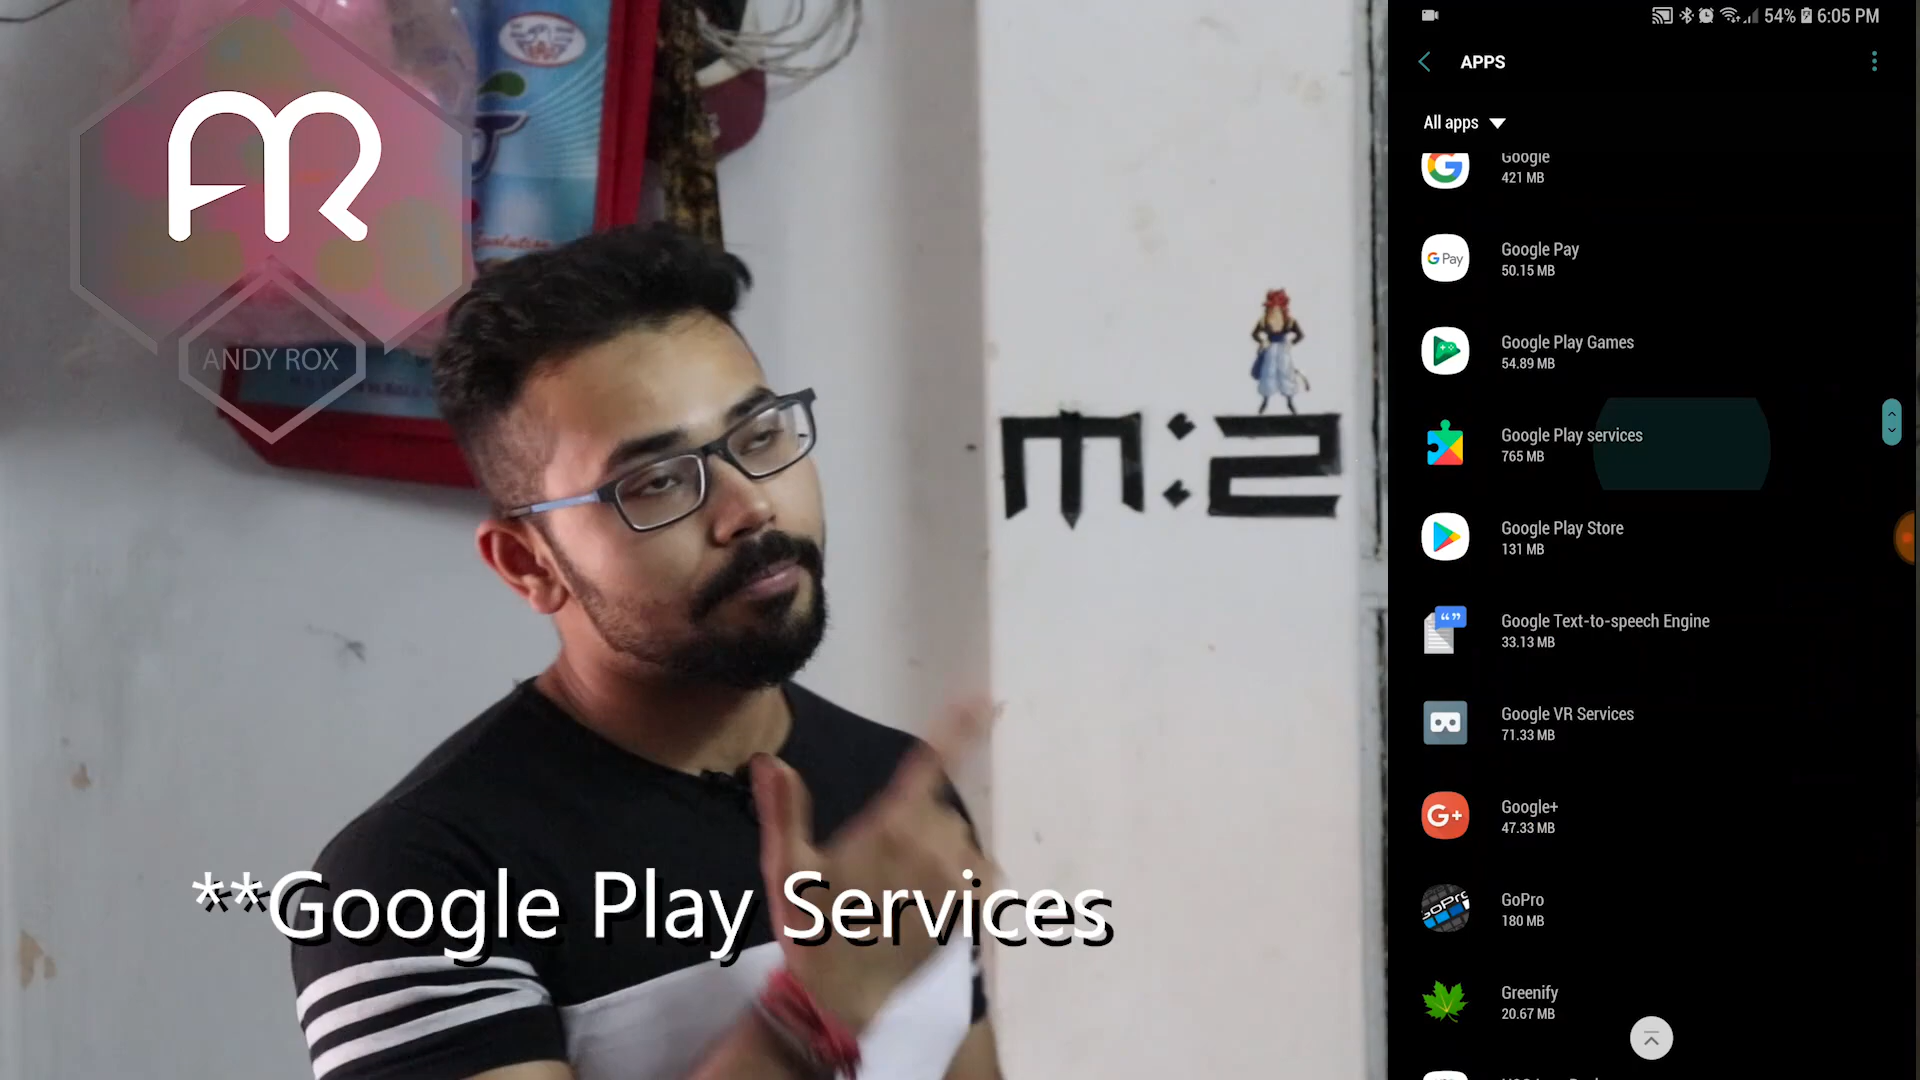 AR
ANDY ROX
m:2
**Google Play Services
54% 6:05 PM
APPS
All apps
Google
421 MB
G Pay
Google Pay
50.15 MB
Google Play Games
54.89 MB
Google Play services
765 MB
Google Play Store
131 MB
Google Text-to-speech Engine
33.13 MB
Google VR Services
71.33 MB
G+
Google+
47.33 MB
GoPro
GoPro
180 MB
Greenify
20.67 MB